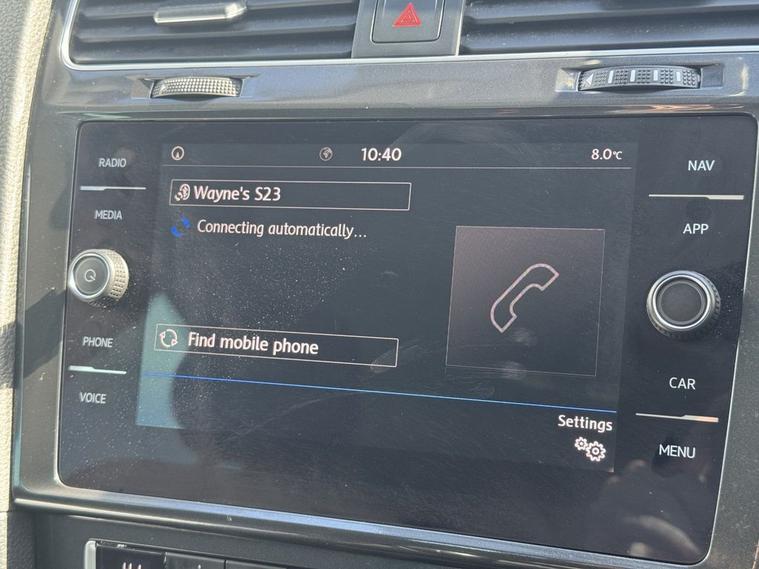 10:40
8.0°C
RADIO
MEDIA
PHONE
VOICE
Wayne's S23
Connecting automatically...
Find mobile phone
Settings
NAV
APP
CAR
MENU